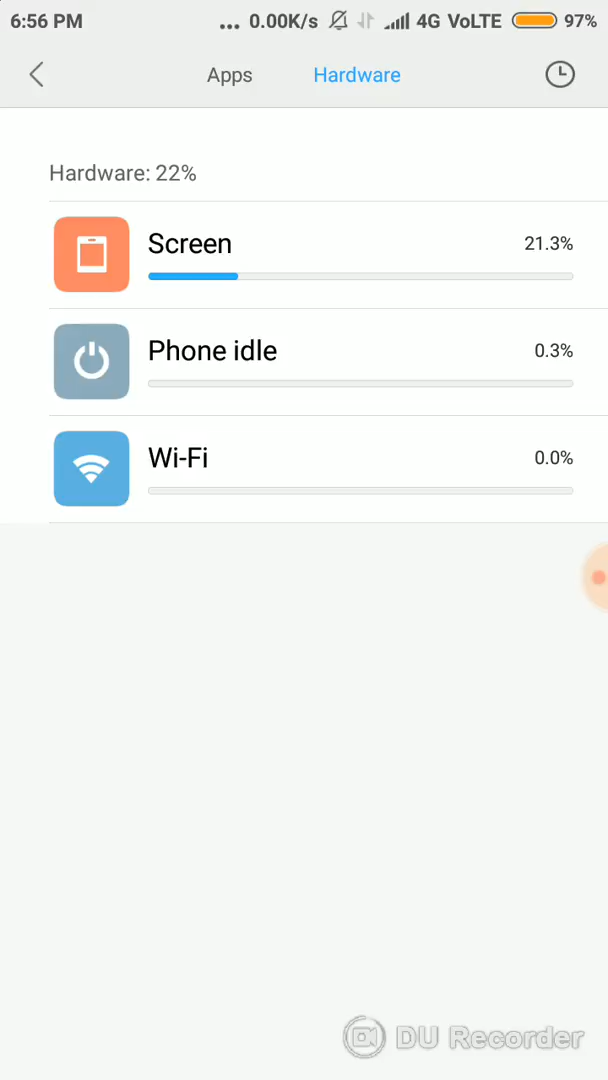 6:56 PM ... 0.00K/s 4G VoLTE 97%
Apps Hardware
Hardware: 22%
Screen 21.3%
Phone idle 0.3%
Wi-Fi 0.0%
DU Recorder